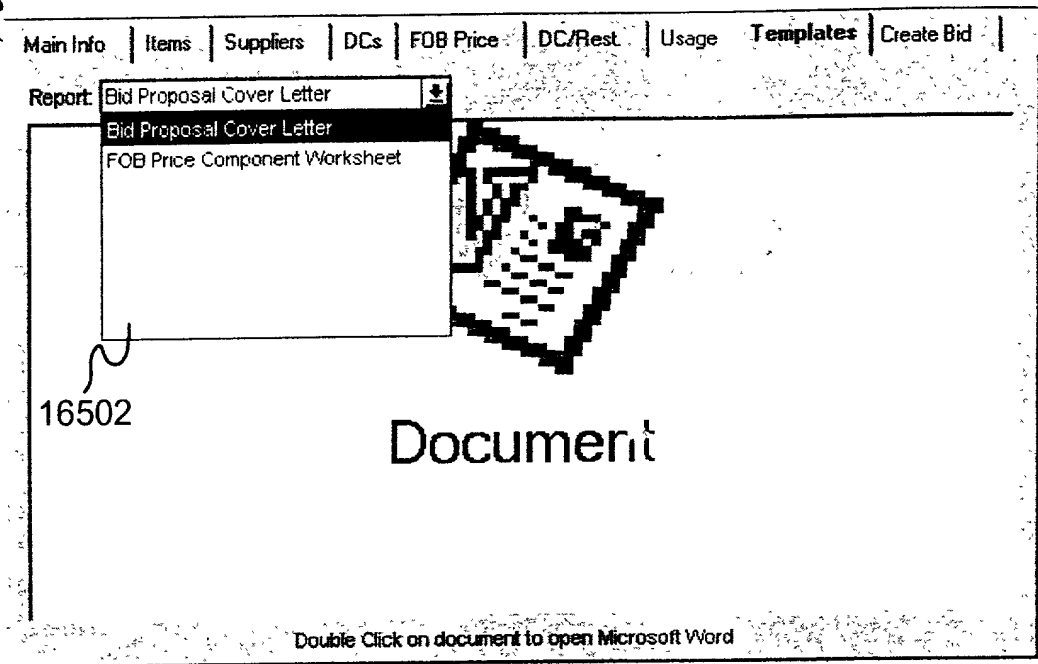 Main Info Items Suppliers DCs FOB Price DC/Rest. Usage Templates Create Bid
Report: Bid Proposal Cover Letter
Bid Proposal Cover Letter
FOB Price Component Worksheet
16502
Document
Double Click on document to open Microsoft Word